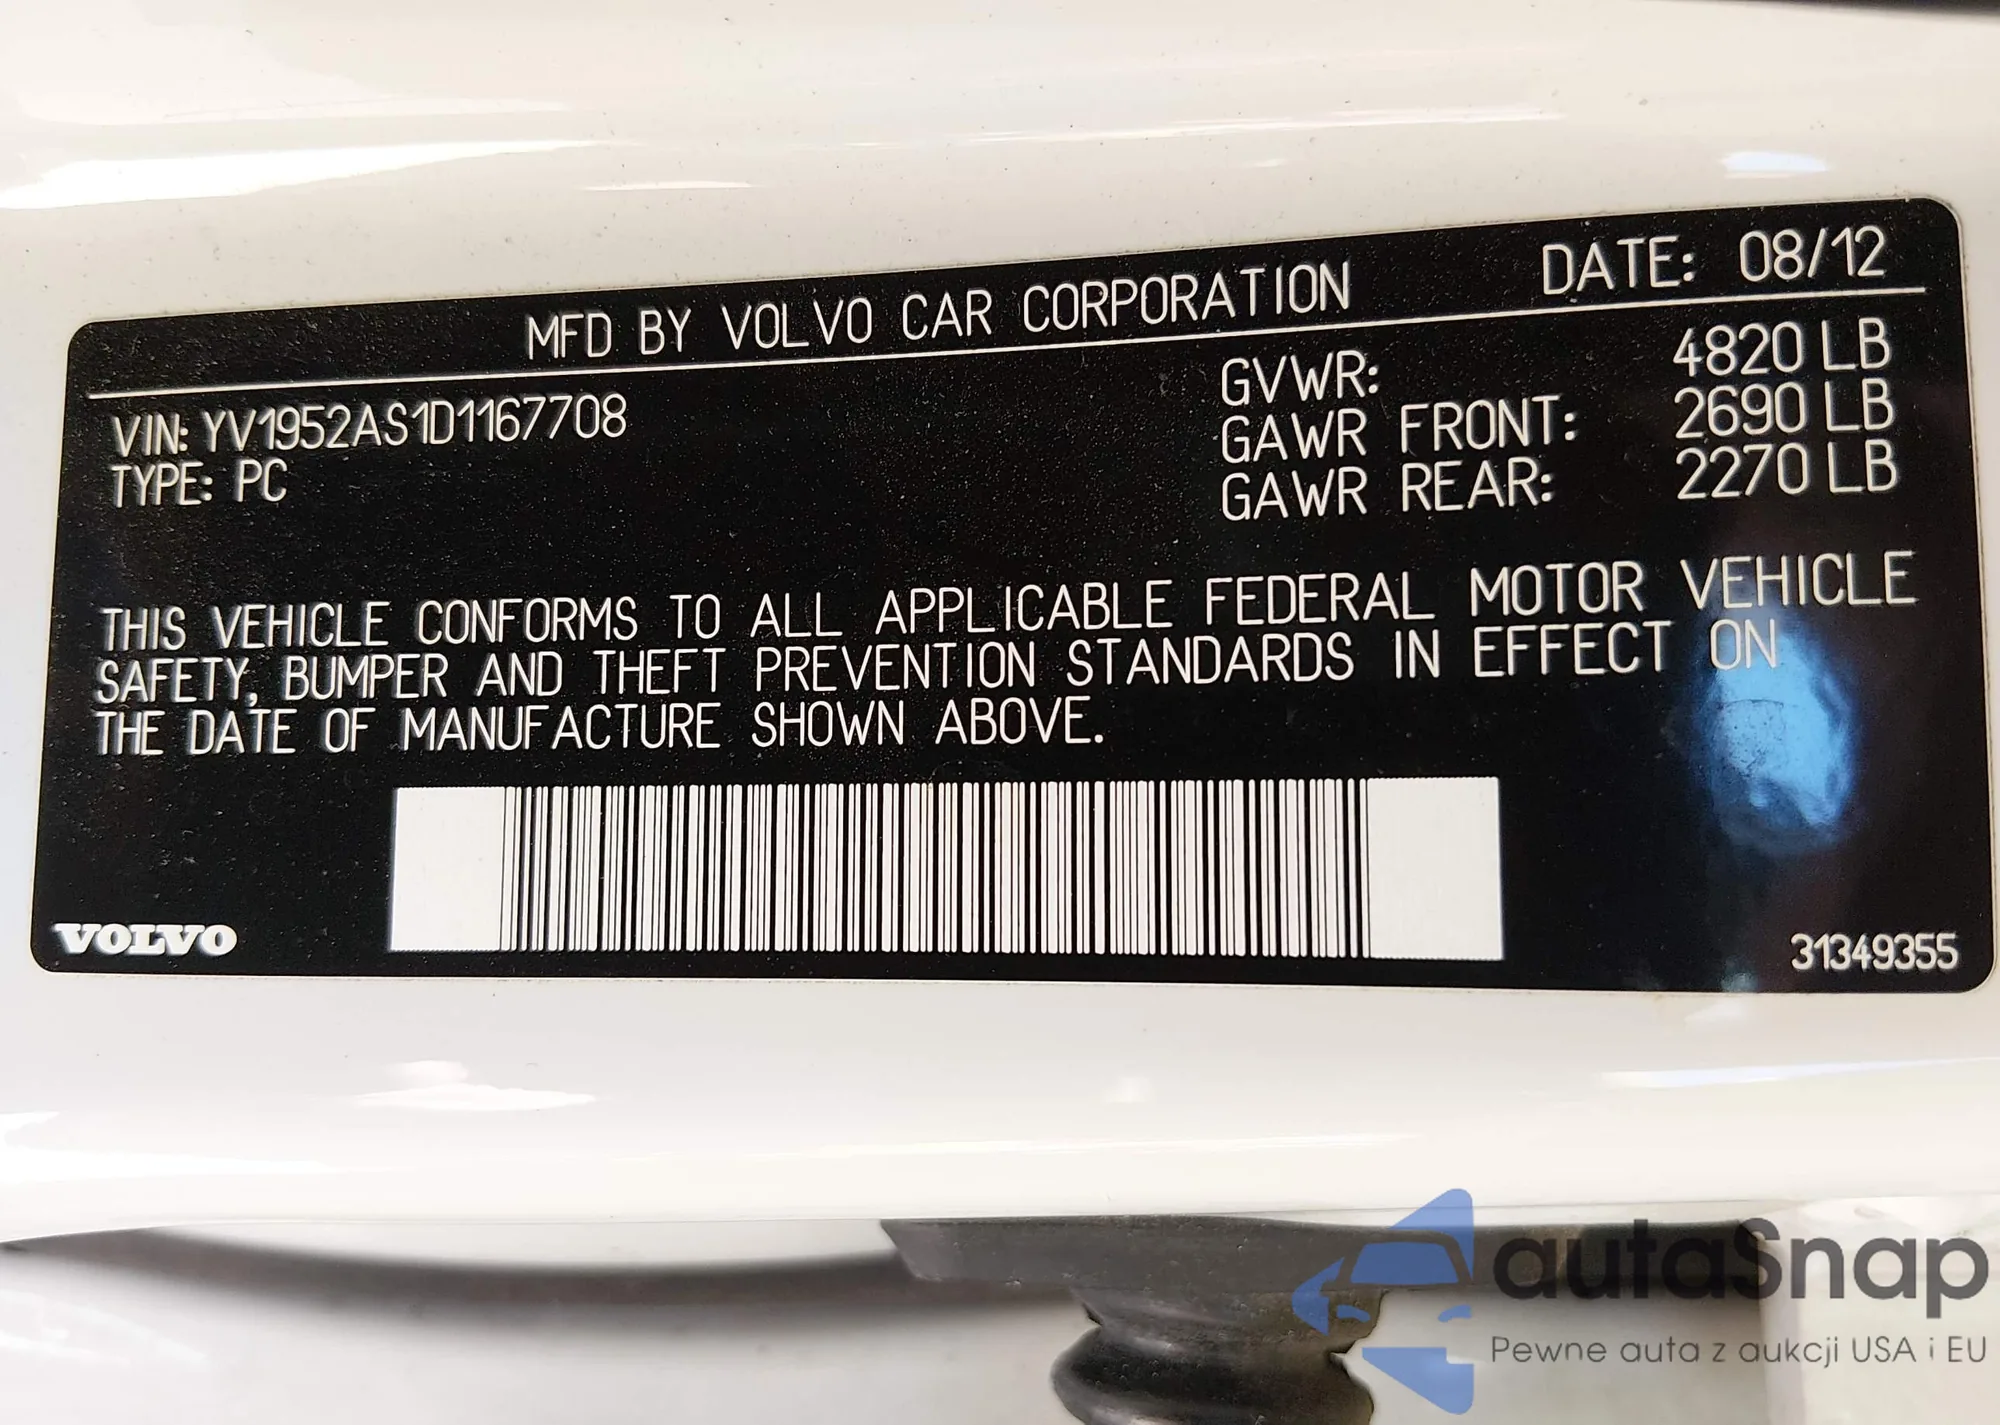 MFD BY VOLVO CAR CORPORATION DATE: 08/12
VIN: YV1952AS1D1167708
TYPE: PC
GVWR: 4820 LB
GAWR FRONT: 2690 LB
GAWR REAR: 2270 LB
THIS VEHICLE CONFORMS TO ALL APPLICABLE FEDERAL MOTOR VEHICLE
SAFETY, BUMPER AND THEFT PREVENTION STANDARDS IN EFFECT ON
THE DATE OF MANUFACTURE SHOWN ABOVE.
VOLVO
31349355
autaSnap
Pewne auta z aukcji USA i EU